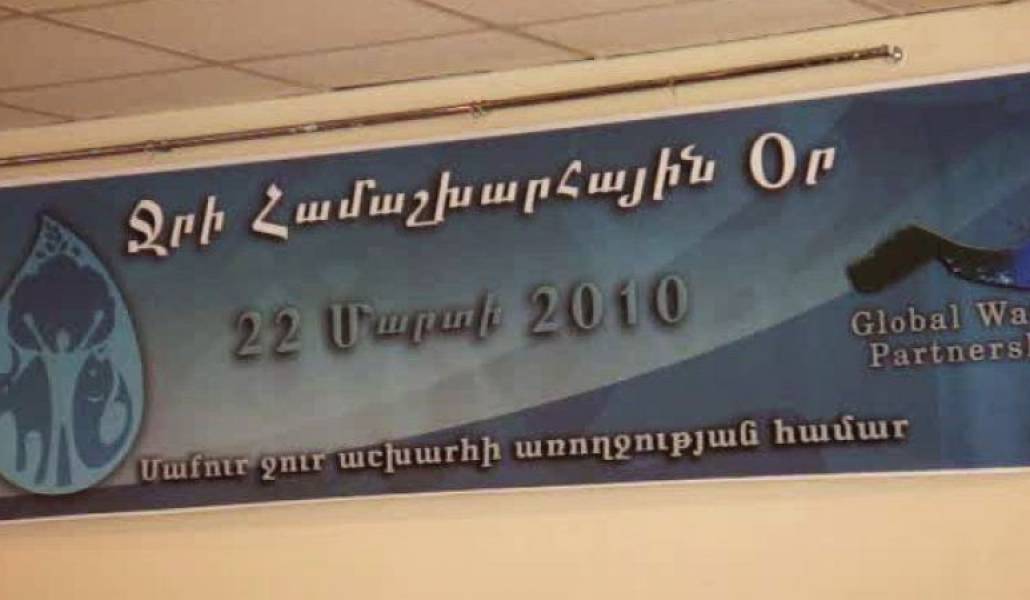 Ջրի Համաշխարհային Օր
22 Մարտի 2010
Global Wa
Partnersh
Մաքուր ջուր աշխարհի առողջության համար